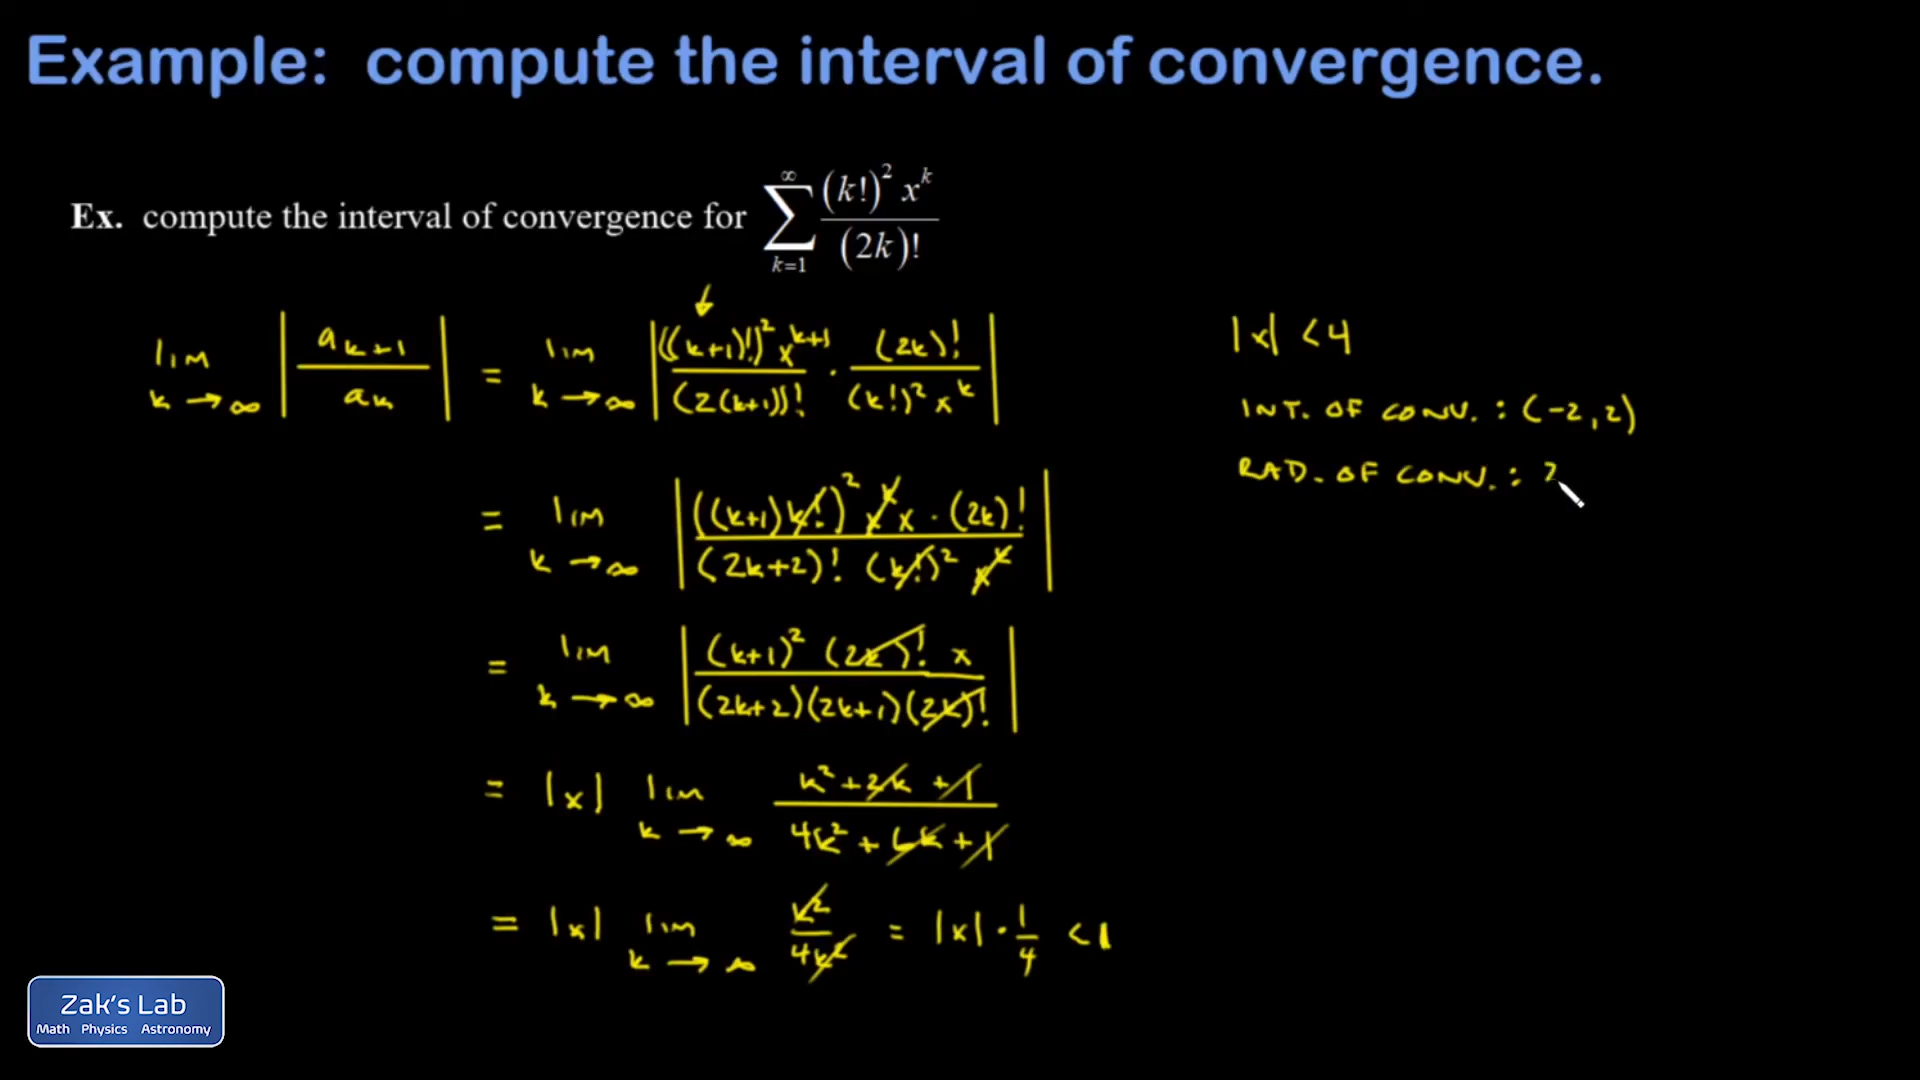 Example: compute the interval of convergence.
Ex. compute the interval of convergence for ∑_{k=1}^{∞} (k!)² x^k / (2k)!
lim_{k→∞} | a_{k+1} / a_k | = lim_{k→∞} | ((k+1)!)² x^{k+1} / (2(k+1))! · (2k)! / (k!)² x^k |
= lim_{k→∞} | ((k+1) k!)² x^k x · (2k)! / (2k+2)! (k!)² x^k |
= lim_{k→∞} | (k+1)² (2k)! x / (2k+2)(2k+1)(2k)! |
= |x| lim_{k→∞} k² + 2k + 1 / 4k² + 6k + 1
= |x| lim_{k→∞} k² / 4k² = |x| · 1/4 < 1
|x| < 4
INT. OF CONV. : (-2, 2)
RAD. OF CONV. : 2
Zak's Lab
Math Physics Astronomy